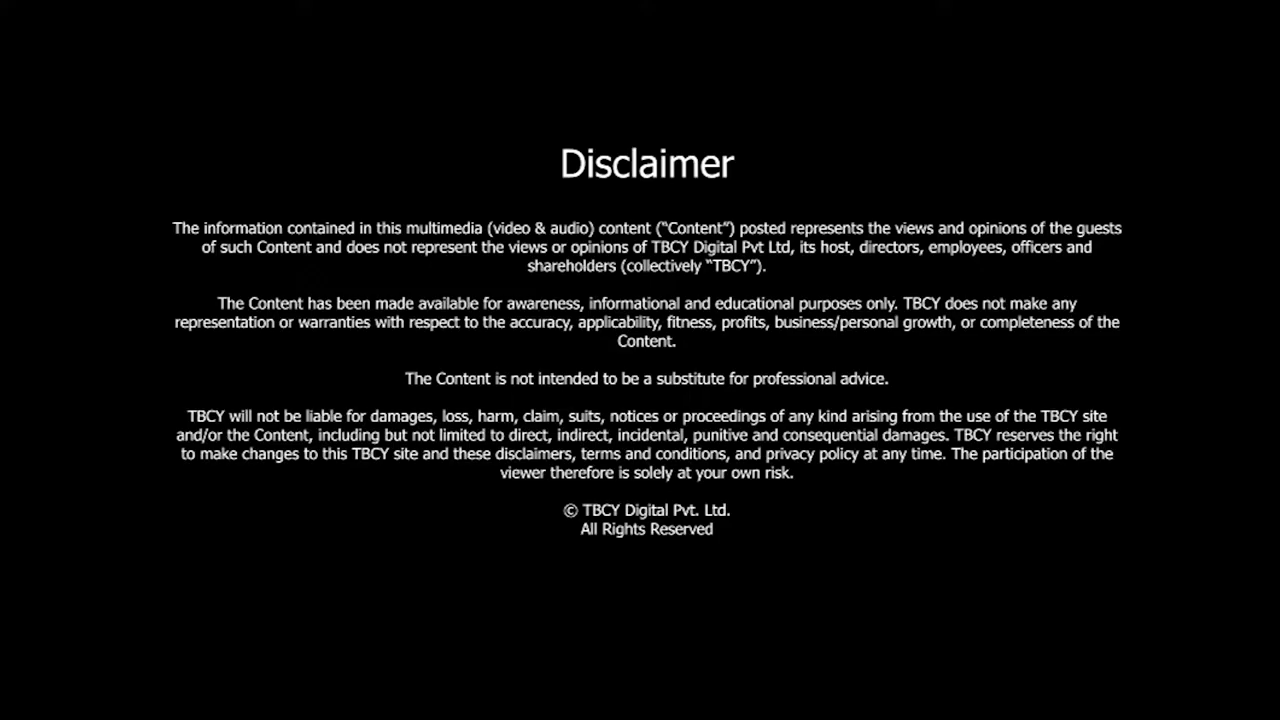 Disclaimer
The information contained in this multimedia (video & audio) content (“Content”) posted represents the views and opinions of the guests
of such Content and does not represent the views or opinions of TBCY Digital Pvt Ltd, its host, directors, employees, officers and
shareholders (collectively “TBCY”).
The Content has been made available for awareness, informational and educational purposes only. TBCY does not make any
representation or warranties with respect to the accuracy, applicability, fitness, profits, business/personal growth, or completeness of the
Content.
The Content is not intended to be a substitute for professional advice.
TBCY will not be liable for damages, loss, harm, claim, suits, notices or proceedings of any kind arising from the use of the TBCY site
and/or the Content, including but not limited to direct, indirect, incidental, punitive and consequential damages. TBCY reserves the right
to make changes to this TBCY site and these disclaimers, terms and conditions, and privacy policy at any time. The participation of the
viewer therefore is solely at your own risk.
© TBCY Digital Pvt. Ltd.
All Rights Reserved